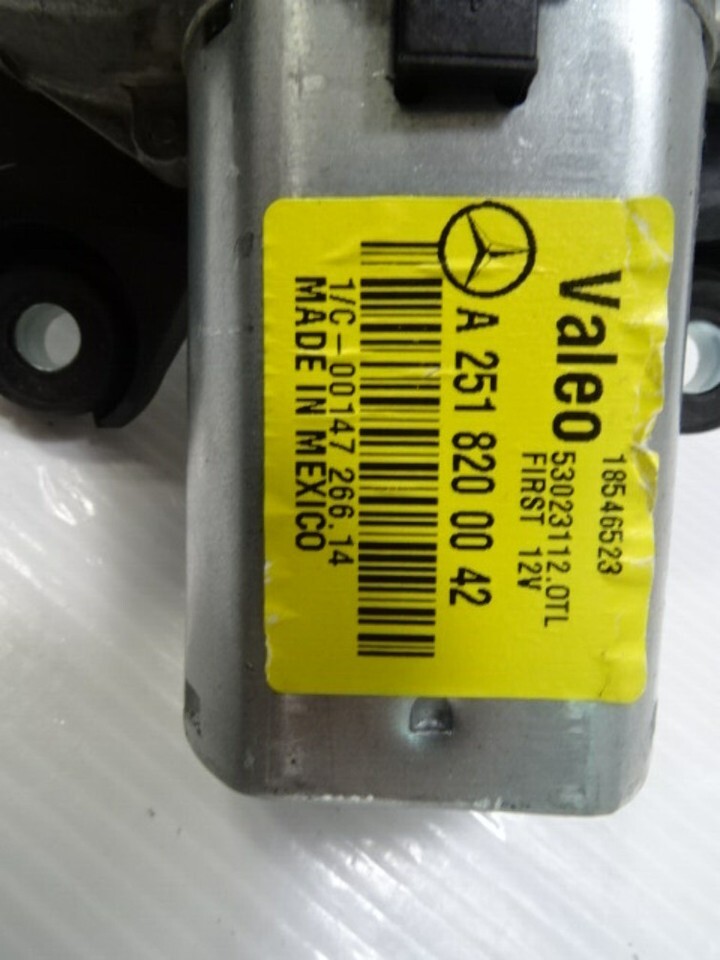 Valeo
18546523
53023112.0TL
FIRST 12V
A 251 820 00 42
1/C-00147 266.14
MADE IN MEXICO